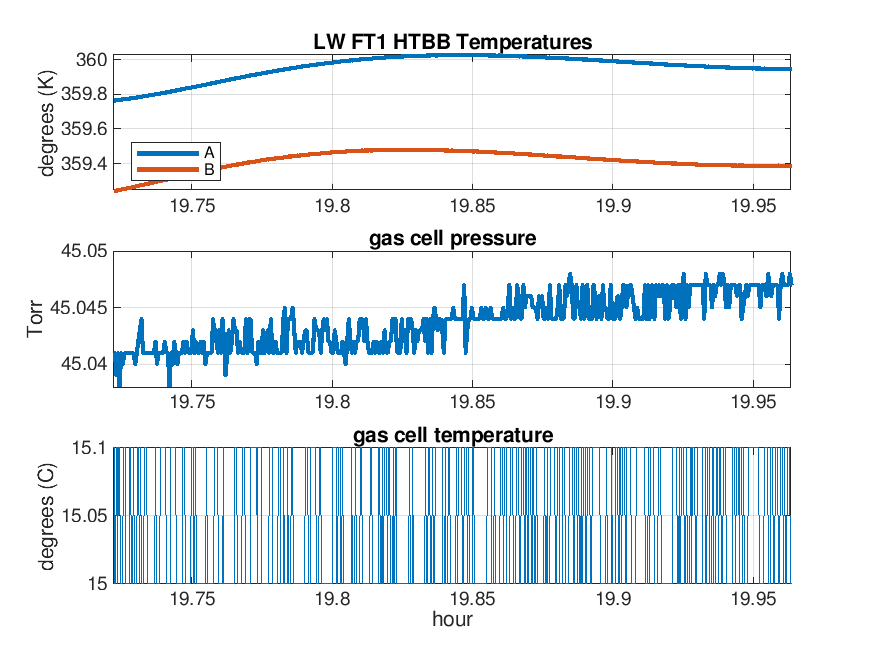 LW FT1 HTBB Temperatures
degrees (K)
360
359.8
359.6
359.4
A
B
19.75 19.8 19.85 19.9 19.95
gas cell pressure
Torr
45.05
45.045
45.04
19.75 19.8 19.85 19.9 19.95
gas cell temperature
degrees (C)
15.1
15.05
15
19.75 19.8 19.85 19.9 19.95
hour